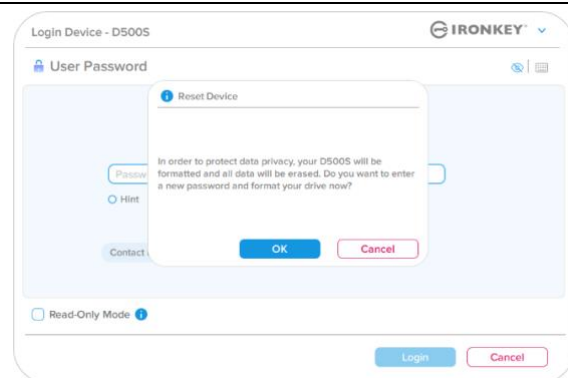 Login Device - D500S
IRONKEY
User Password
Reset Device
In order to protect data privacy, your D500S will be
formatted and all data will be erased. Do you want to enter
a new password and format your drive now?
Passw
Hint
Contact
OK Cancel
Read-Only Mode
Login Cancel